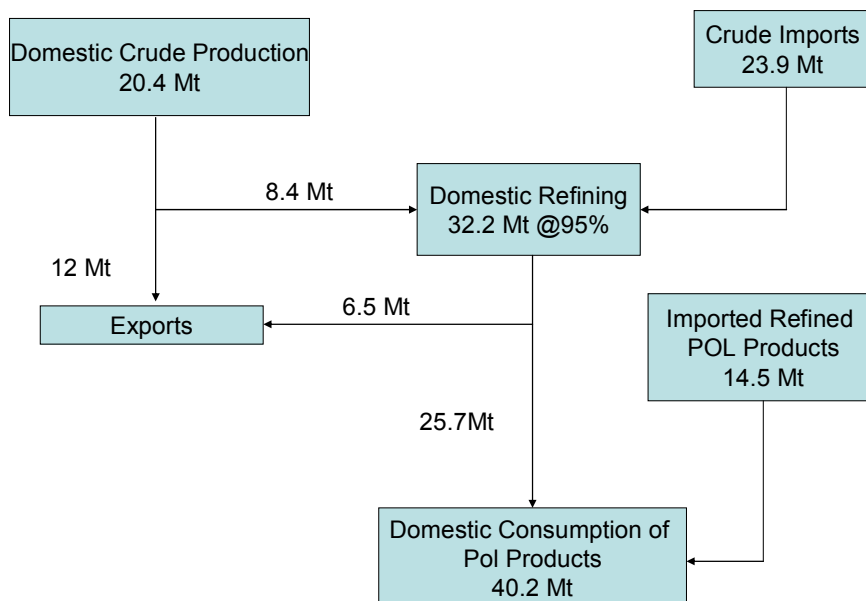 Domestic Crude Production
20.4 Mt
Crude Imports
23.9 Mt
8.4 Mt
Domestic Refining
32.2 Mt @95%
12 Mt
6.5 Mt
Exports
Imported Refined
POL Products
14.5 Mt
25.7Mt
Domestic Consumption of
Pol Products
40.2 Mt